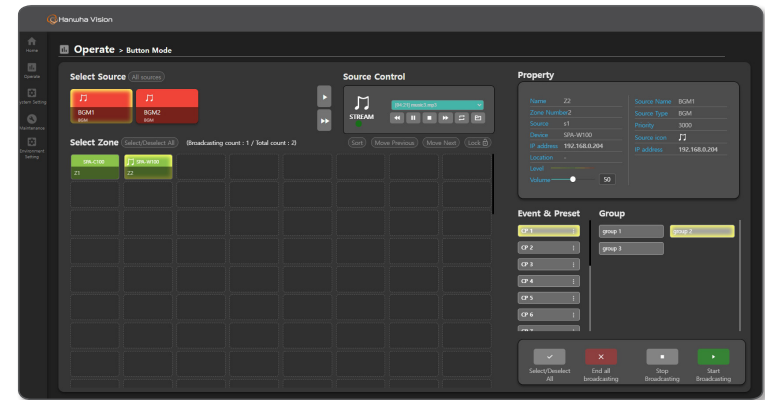 Hanwha Vision
Home
Operate
System Setting
Maintenance
Environment
Setting
Operate > Button Mode
Select Source
All sources
BGM1
BGM
BGM2
BGM
Source Control
STREAM
Select Zone
Select/Deselect All
(Broadcasting count : 1 / Total count : 2)
Sort
Move Previous
Move Next
Lock
SPA-C100
Z1
SPA-W100
Z2
Property
Name Z2
Zone Number2
Source s1
Device SPA-W100
IP address 192.168.0.204
Location -
Level
Volume 50
Source Name BGM1
Source Type BGM
Priority 3000
Source icon
IP address 192.168.0.204
Event & Preset
CP 1
CP 2
CP 3
CP 4
CP 5
CP 6
CP 7
Group
group 1
group 2
group 3
Select/Deselect
All
End all
broadcasting
Stop
Broadcasting
Start
Broadcasting